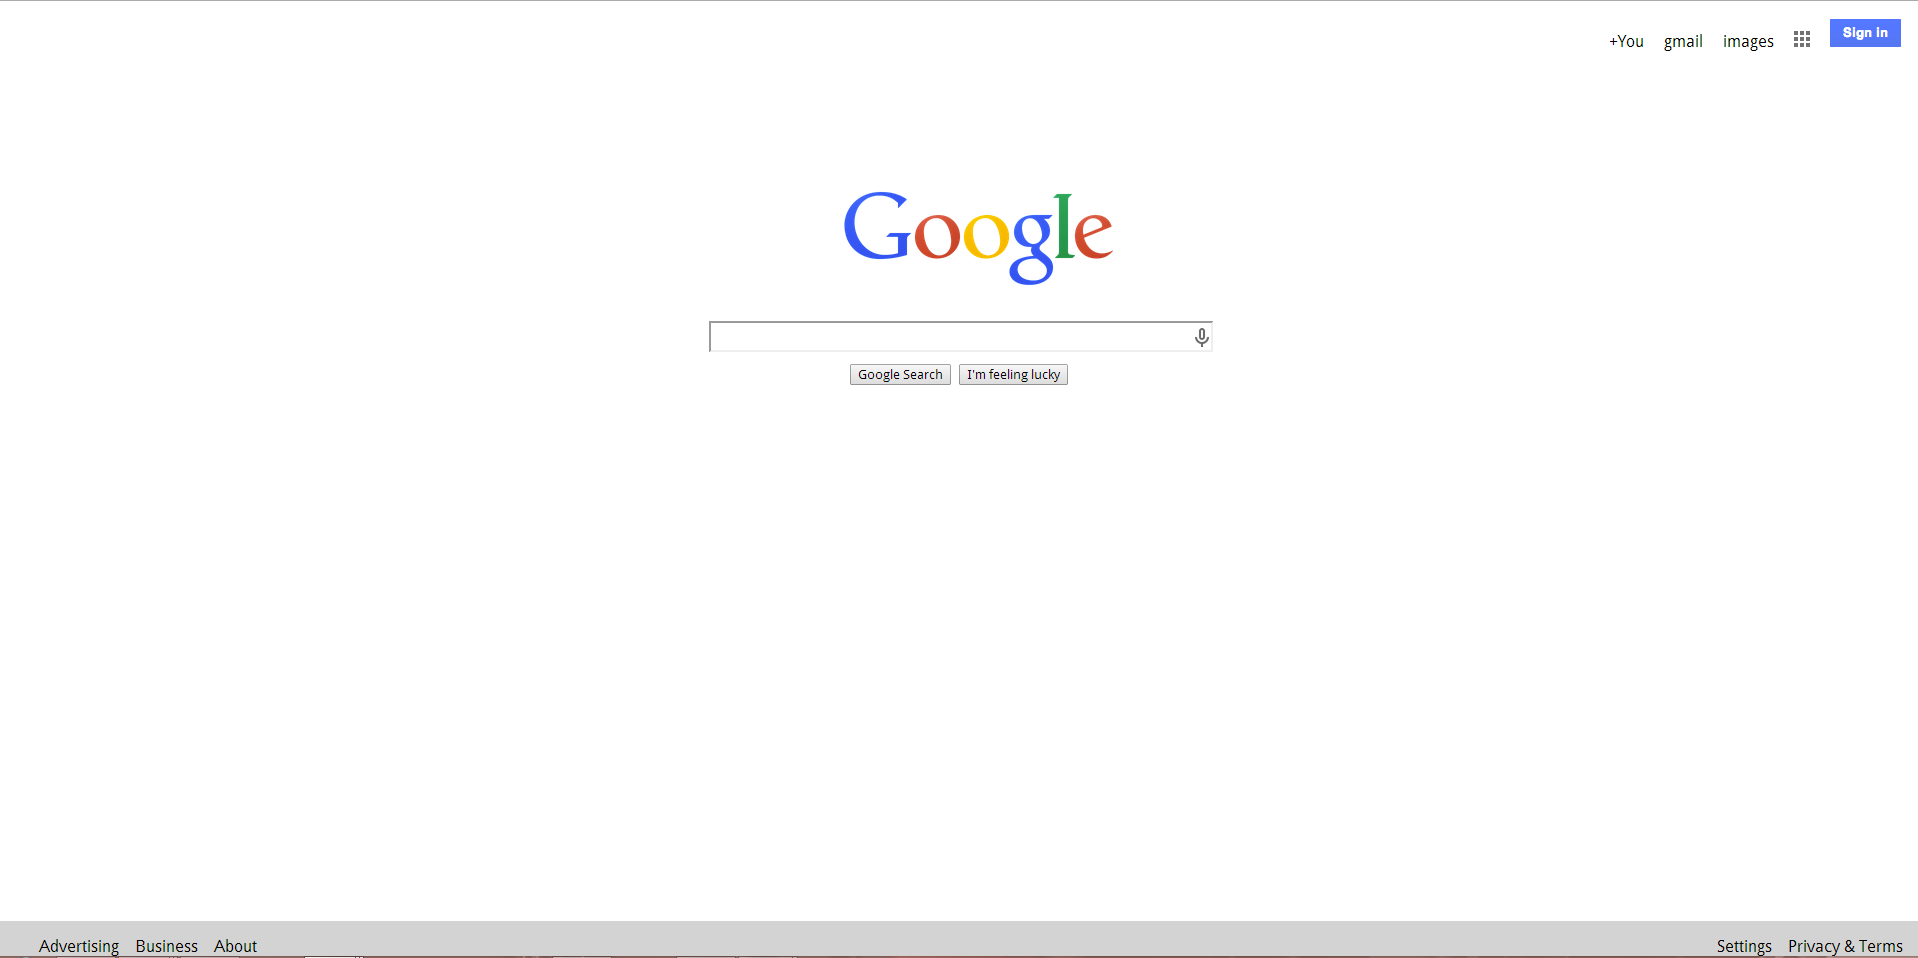 +You gmail images Sign in
Google
Google Search I'm feeling lucky
Advertising Business About Settings Privacy & Terms